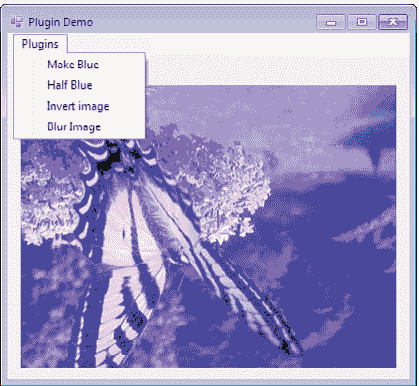 Plugin Demo
Plugins
Make Blue
Half Blue
Invert image
Blur Image